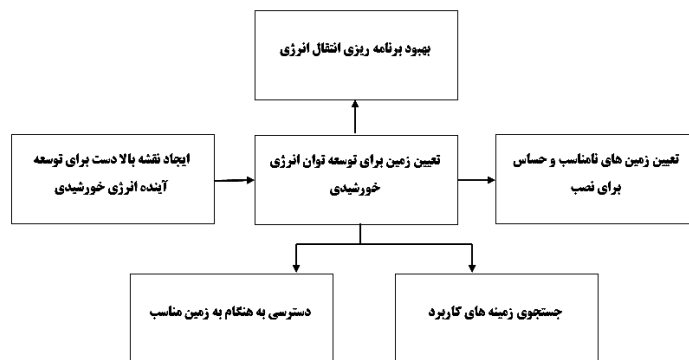 بهبود برنامه ریزی انتقال انرژی
تعیین زمین های نامناسب و حساس
برای نصب
تعیین زمین برای توسعه توان انرژی
خورشیدی
ایجاد نقشه بالا دست برای توسعه
آینده انرژی خورشیدی
جستجوی زمینه های کاربرد
دسترسی به هنگام به زمین مناسب